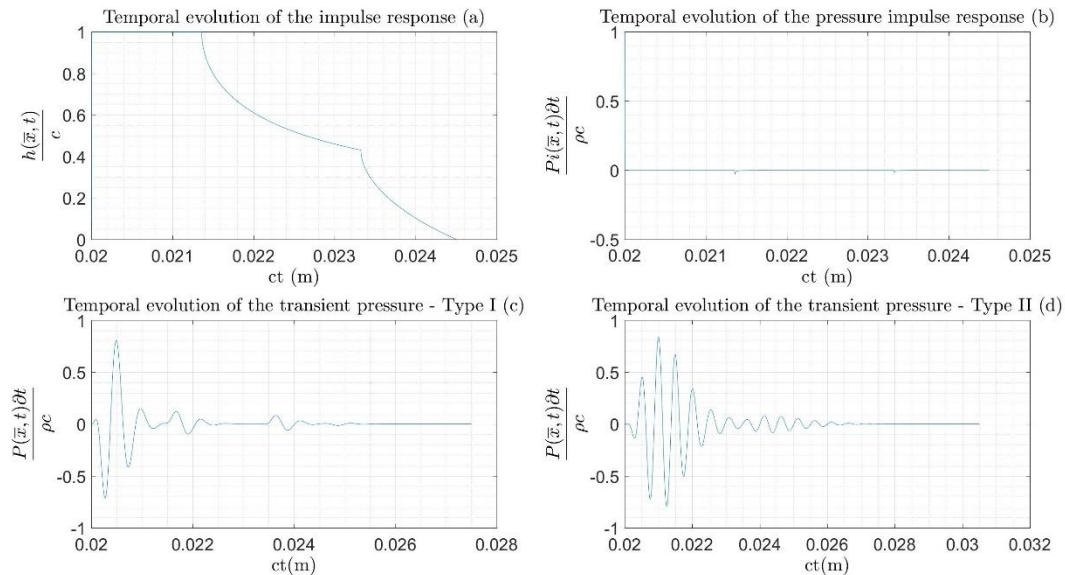 Temporal evolution of the impulse response (a)
h(x̅, t)
c
1
0.8
0.6
0.4
0.2
0
0.02
0.021
0.022
0.023
0.024
0.025
ct (m)
Temporal evolution of the pressure impulse response (b)
Pi(x̅, t)∂t
ρc
1
0.5
0
-0.5
0.02
0.021
0.022
0.023
0.024
0.025
ct (m)
Temporal evolution of the transient pressure - Type I (c)
P(x̅, t)∂t
ρc
1
0.5
0
-0.5
-1
0.02
0.022
0.024
0.026
0.028
ct(m)
Temporal evolution of the transient pressure - Type II (d)
P(x̅, t)∂t
ρc
1
0.5
0
-0.5
-1
0.02
0.022
0.024
0.026
0.028
0.03
0.032
ct(m)